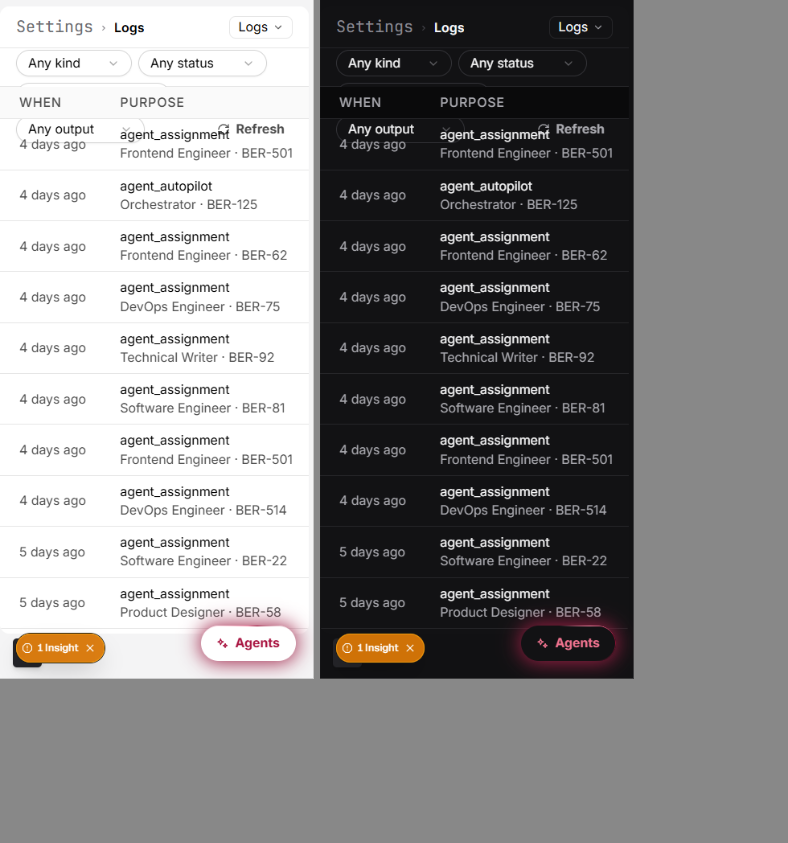 Settings › Logs Logs
Any kind Any status
WHEN PURPOSE
Any output Refresh
4 days ago agent_assignment
Frontend Engineer · BER-501
4 days ago agent_autopilot
Orchestrator · BER-125
4 days ago agent_assignment
Frontend Engineer · BER-62
4 days ago agent_assignment
DevOps Engineer · BER-75
4 days ago agent_assignment
Technical Writer · BER-92
4 days ago agent_assignment
Software Engineer · BER-81
4 days ago agent_assignment
Frontend Engineer · BER-501
4 days ago agent_assignment
DevOps Engineer · BER-514
5 days ago agent_assignment
Software Engineer · BER-22
5 days ago agent_assignment
Product Designer · BER-58
1 Insight Agents
Settings › Logs Logs
Any kind Any status
WHEN PURPOSE
Any output Refresh
4 days ago agent_assignment
Frontend Engineer · BER-501
4 days ago agent_autopilot
Orchestrator · BER-125
4 days ago agent_assignment
Frontend Engineer · BER-62
4 days ago agent_assignment
DevOps Engineer · BER-75
4 days ago agent_assignment
Technical Writer · BER-92
4 days ago agent_assignment
Software Engineer · BER-81
4 days ago agent_assignment
Frontend Engineer · BER-501
4 days ago agent_assignment
DevOps Engineer · BER-514
5 days ago agent_assignment
Software Engineer · BER-22
5 days ago agent_assignment
Product Designer · BER-58
1 Insight Agents